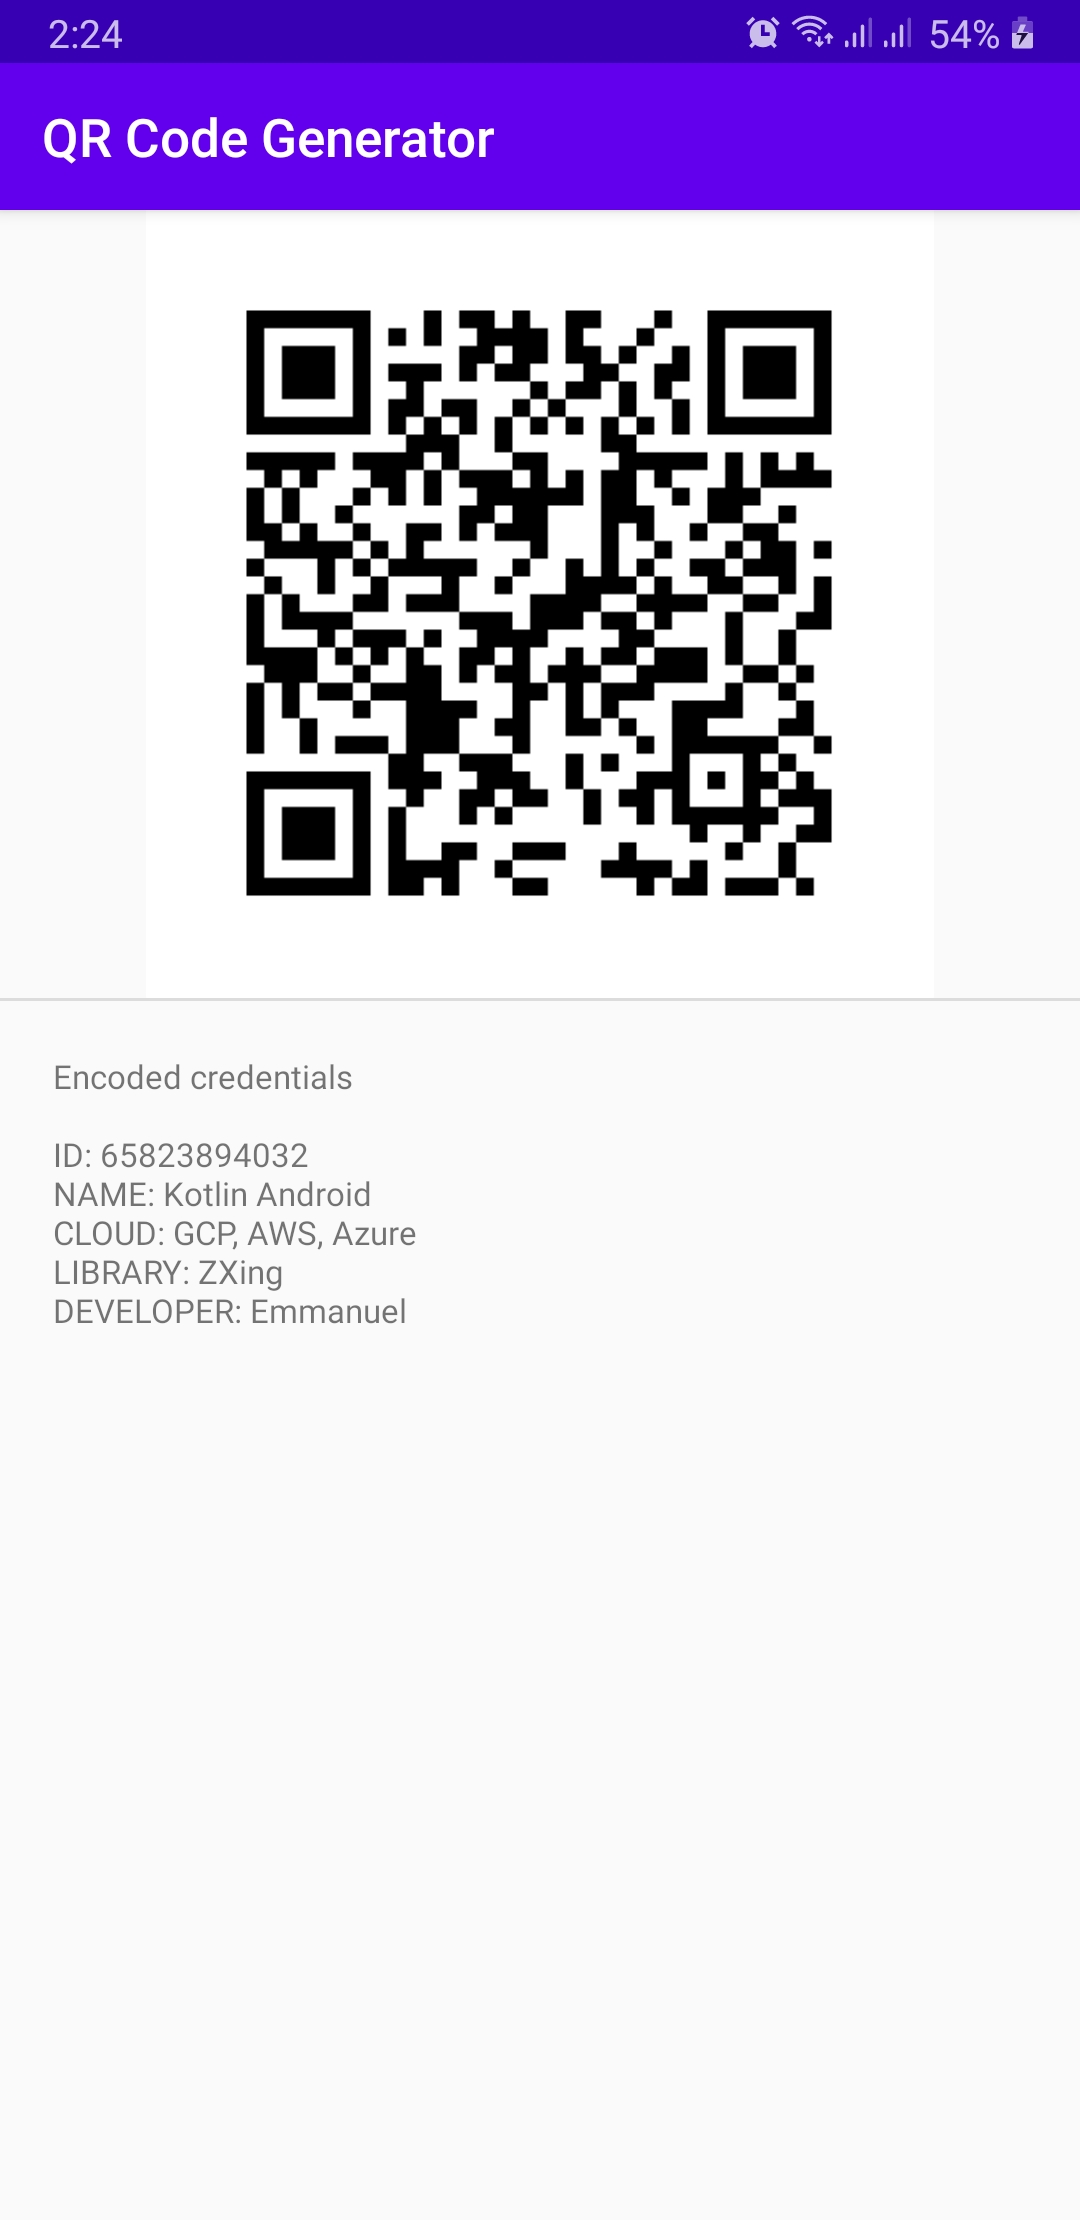 2:24 54%
QR Code Generator
Encoded credentials
ID: 65823894032
NAME: Kotlin Android
CLOUD: GCP, AWS, Azure
LIBRARY: ZXing
DEVELOPER: Emmanuel